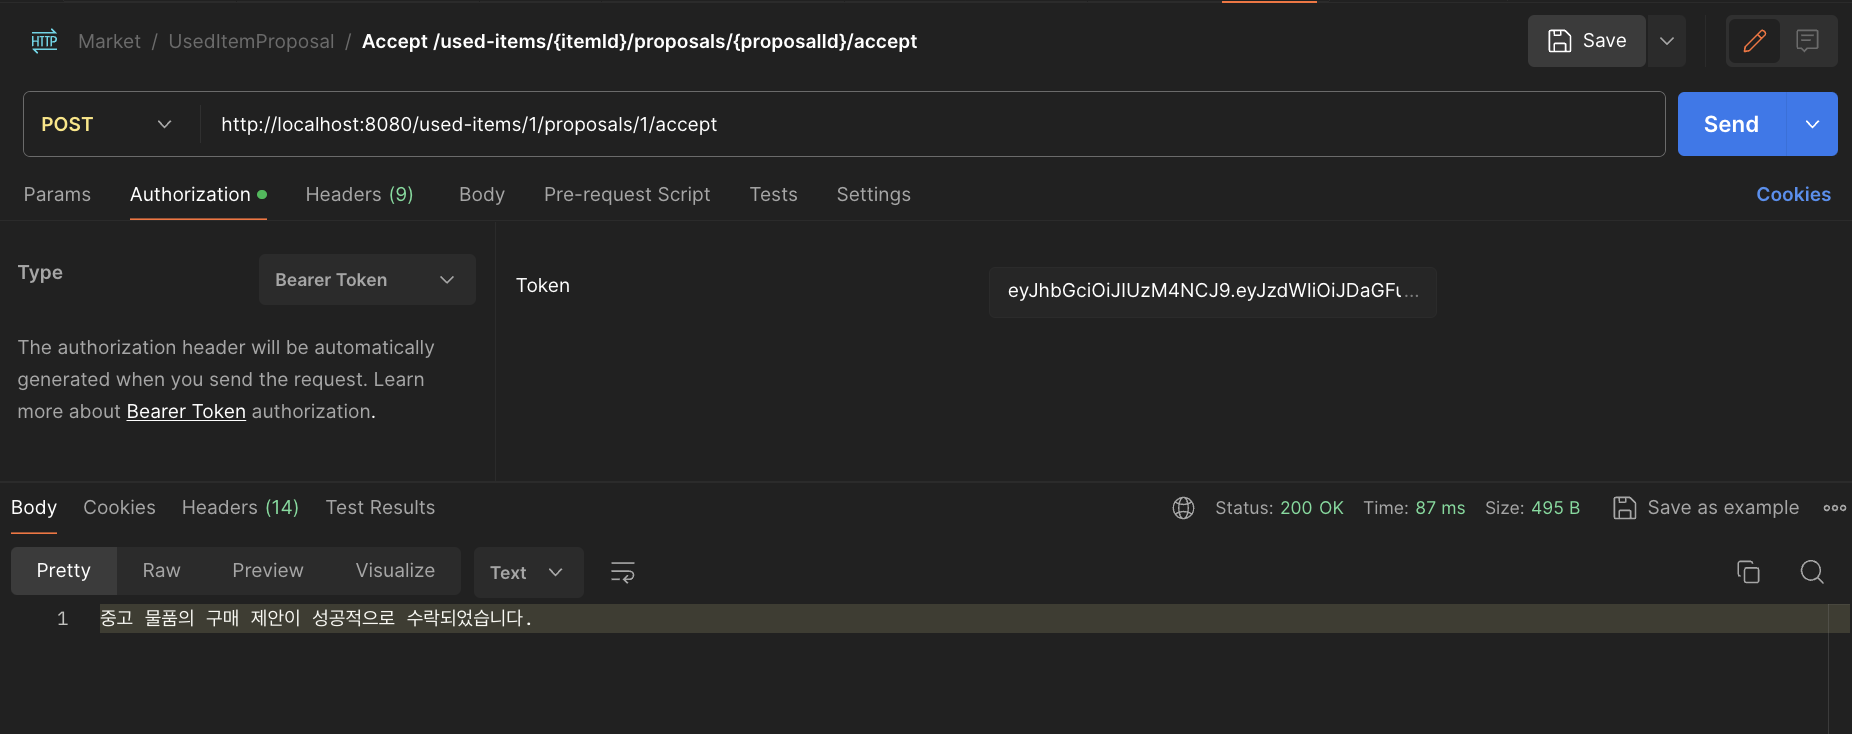 HTTP Market / UsedItemProposal / Accept /used-items/{itemId}/proposals/{proposalId}/accept
Save
POST http://localhost:8080/used-items/1/proposals/1/accept Send
Params Authorization Headers (9) Body Pre-request Script Tests Settings Cookies
Type Bearer Token
The authorization header will be automatically
generated when you send the request. Learn
more about Bearer Token authorization.
Token eyJhbGciOiJIUzM4NCJ9.eyJzdWIiOiJDaGFu...
Body Cookies Headers (14) Test Results Status: 200 OK Time: 87 ms Size: 495 B Save as example
Pretty Raw Preview Visualize Text
1 중고 물품의 구매 제안이 성공적으로 수락되었습니다.